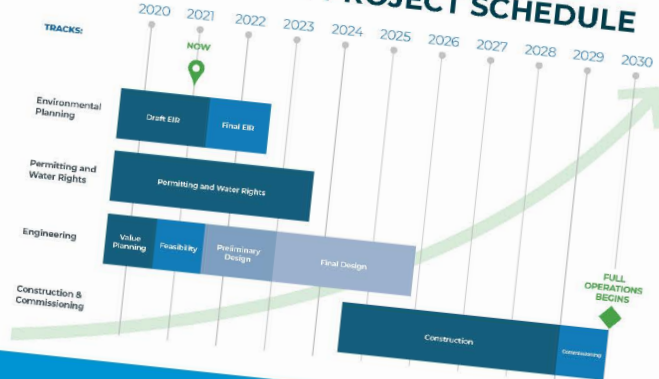 PROJECT SCHEDULE
TRACKS:
2020 2021 2022 2023 2024 2025 2026 2027 2028 2029 2030
NOW
Environmental
Planning
Draft EIR
Final EIR
Permitting and
Water Rights
Permitting and Water Rights
Engineering
Value
Planning
Feasibility
Preliminary
Design
Final Design
Construction &
Commissioning
Construction
Commissioning
FULL
OPERATIONS
BEGINS